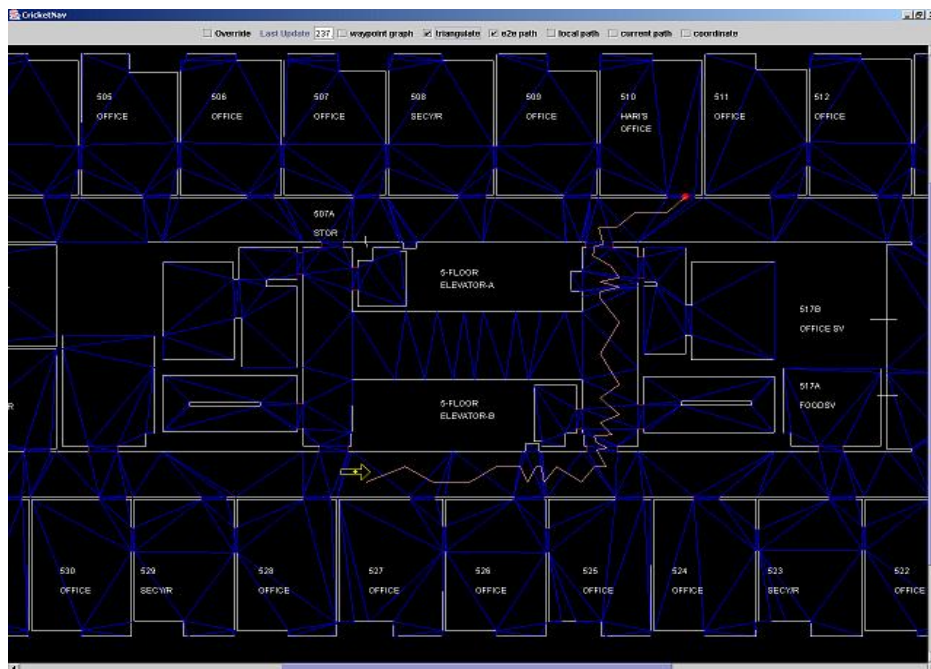 CricketNav
Override Last Update 237 waypoint graph triangulate e2e path local path current path coordinate
505 506 507 508 509 510 511 512
OFFICE OFFICE OFFICE SECY/R OFFICE HARI'S OFFICE OFFICE
OFFICE
507A
STOR
5-FLOOR
ELEVATOR-A
517B
OFFICE SV
517A
FOODSV
5-FLOOR
ELEVATOR-B
R
530 529 528 527 526 525 524 523 522
OFFICE SECY/R OFFICE OFFICE OFFICE OFFICE OFFICE SECY/R OFFICE